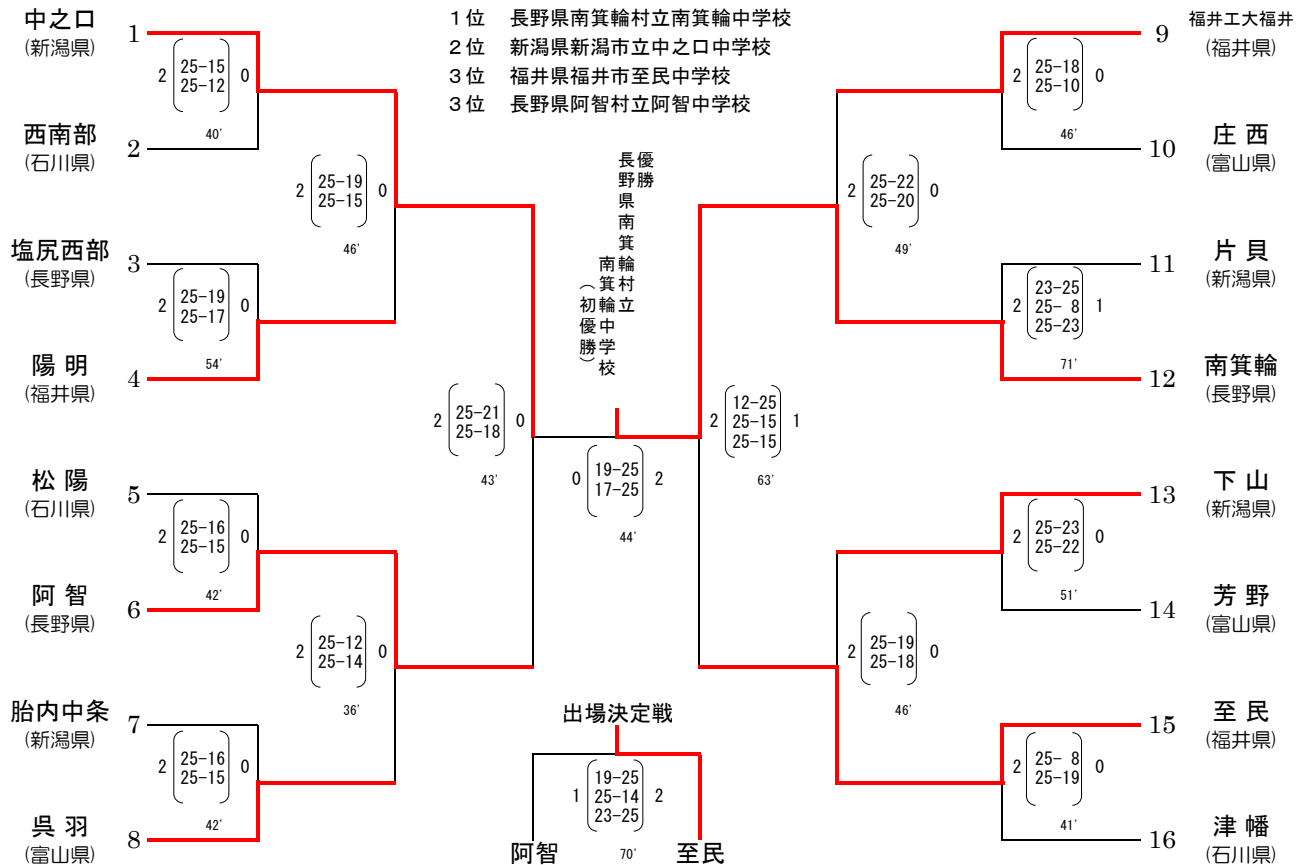 1位 長野県南箕輪村立南箕輪中学校
2位 新潟県新潟市立中之口中学校
3位 福井県福井市至民中学校
3位 長野県阿智村立阿智中学校
中之口
(新潟県)
1
2
25-15
25-12
0
40'
西南部
(石川県)
2
2
25-19
25-15
0
46'
塩尻西部
(長野県)
3
2
25-19
25-17
0
54'
陽明
(福井県)
4
2
25-21
25-18
0
43'
松陽
(石川県)
5
2
25-16
25-15
0
42'
阿智
(長野県)
6
2
25-12
25-14
0
36'
胎内中条
(新潟県)
7
2
25-16
25-15
0
42'
呉羽
(富山県)
8
優勝
長野県南箕輪村立
南箕輪中学校
(初優勝)
0
19-25
17-25
2
44'
出場決定戦
1
19-25
25-14
23-25
2
70'
阿智
至民
9
福井工大福井
(福井県)
2
25-18
25-10
0
46'
10
庄西
(富山県)
2
25-22
25-20
0
49'
11
片貝
(新潟県)
2
23-25
25- 8
25-23
1
71'
12
南箕輪
(長野県)
2
12-25
25-15
25-15
1
63'
13
下山
(新潟県)
2
25-23
25-22
0
51'
14
芳野
(富山県)
2
25-19
25-18
0
46'
15
至民
(福井県)
2
25- 8
25-19
0
41'
16
津幡
(石川県)